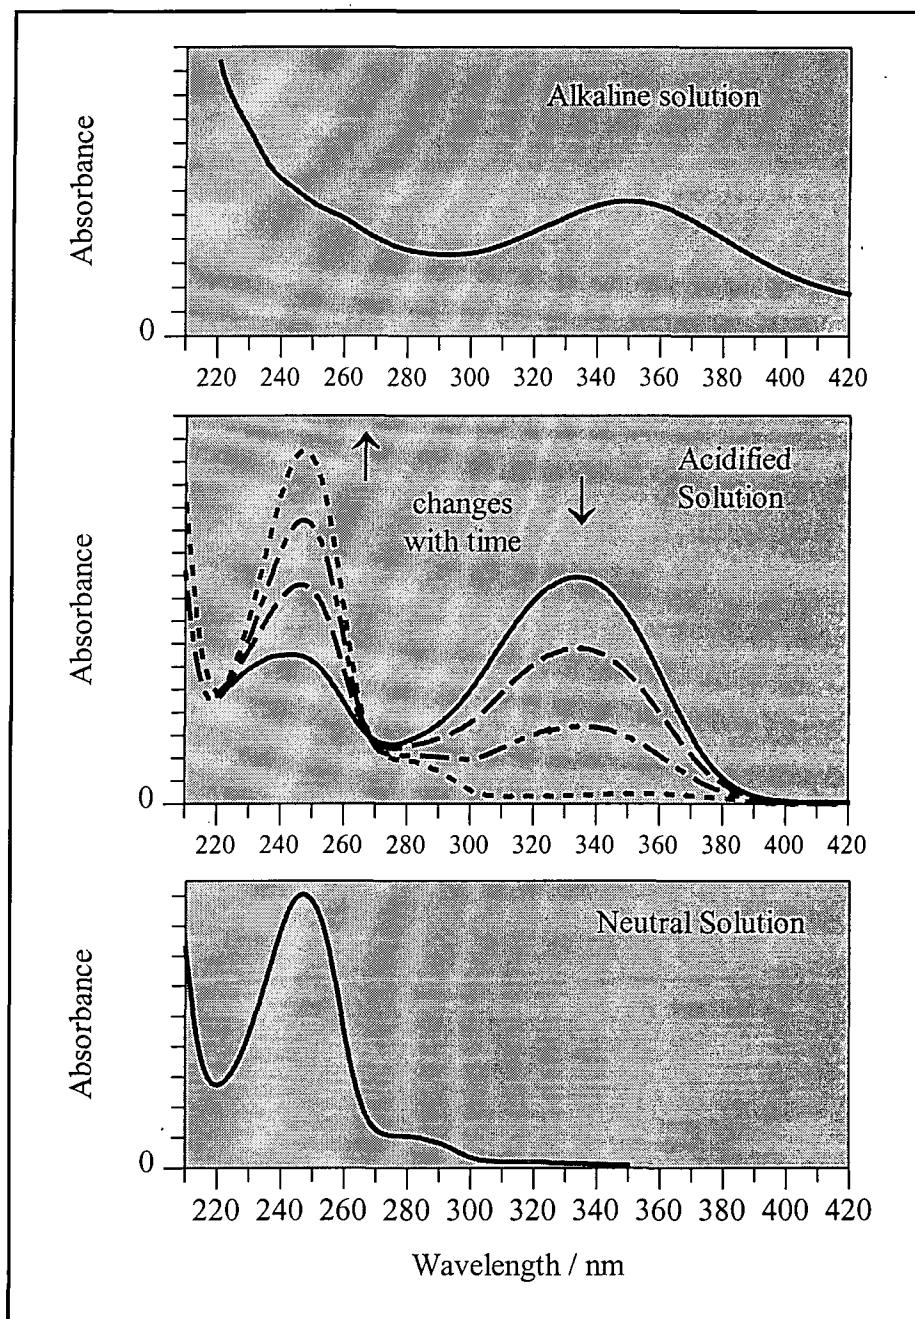 Alkaline solution
Absorbance
0
220 240 260 280 300 320 340 360 380 400 420
Acidified
Solution
changes
with time
Absorbance
0
220 240 260 280 300 320 340 360 380 400 420
Neutral Solution
Absorbance
0
220 240 260 280 300 320 340 360 380 400 420
Wavelength / nm